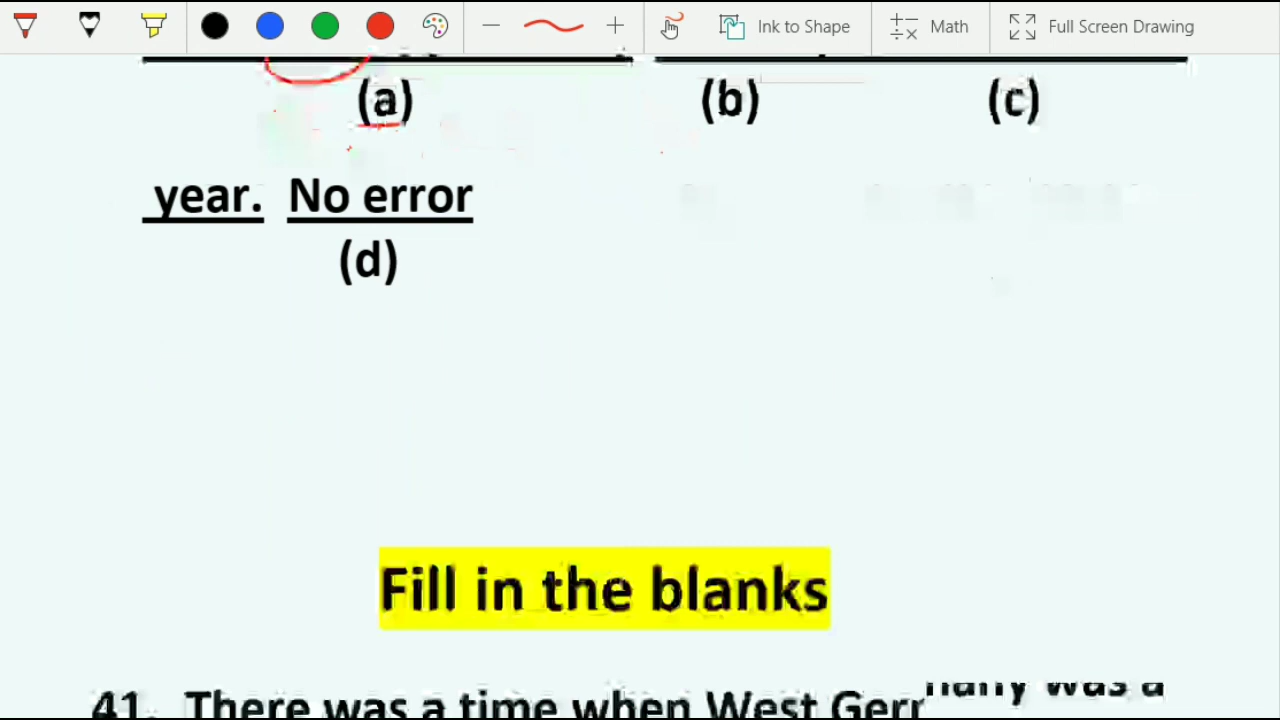 Ink to Shape Math Full Screen Drawing
(a) (b) (c)
year. No error
(d)
Fill in the blanks
41. There was a time when West Germany was a